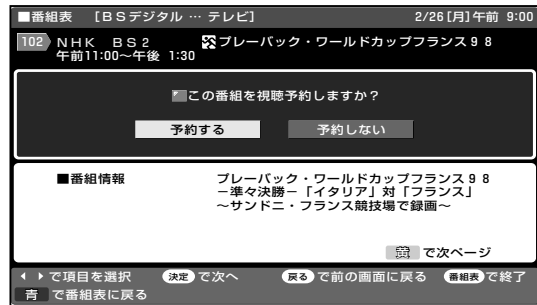 ■番組表 [BSデジタル … テレビ] 2/26[月]午前 9:00
102 NHK BS2 プレーバック・ワールドカップフランス98
午前11:00〜午後 1:30
この番組を視聴予約しますか?
予約する 予約しない
■番組情報 プレーバック・ワールドカップフランス98
−準々決勝−「イタリア」対「フランス」
〜サンドニ・フランス競技場で録画〜
黄 で次ページ
で項目を選択 決定 で次へ 戻る で前の画面に戻る 番組表 で終了
青 で番組表に戻る